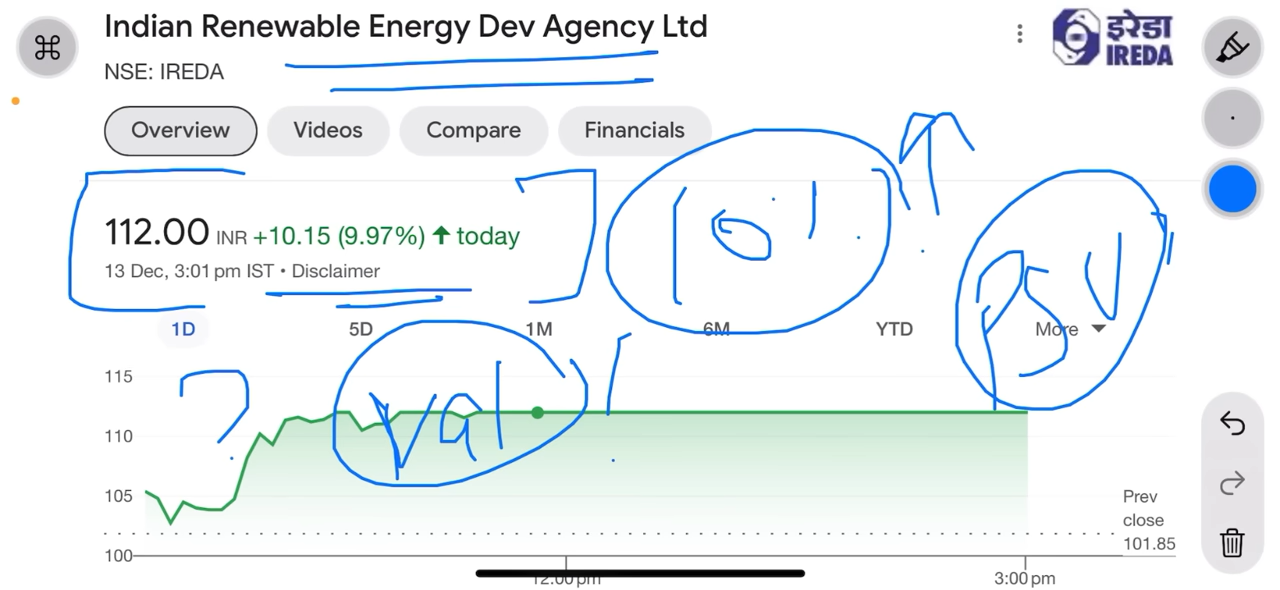 Indian Renewable Energy Dev Agency Ltd
इरेडा
IREDA
NSE: IREDA
Overview
Videos
Compare
Financials
112.00 INR +10.15 (9.97%) ↑ today
13 Dec, 3:01 pm IST • Disclaimer
1D
5D
1M
6M
YTD
More
?
Val
PSU
115
110
105
100
Prev
close
101.85
12:00 pm
3:00 pm